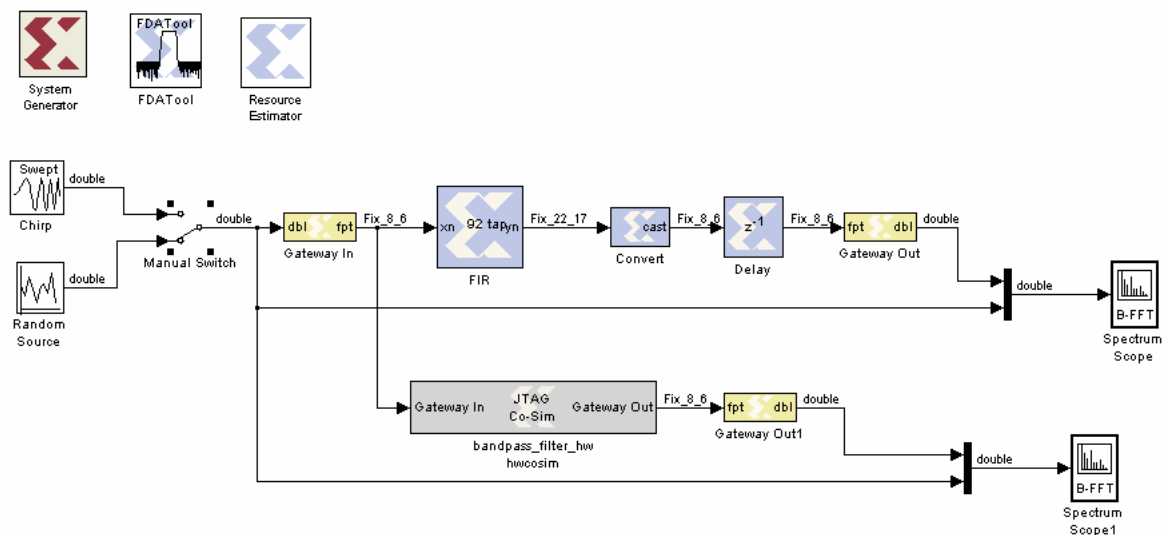 FDATool
System
Generator
FDATool
Resource
Estimator
Swept
double
Chirp
double
Manual Switch
double
Random
Source
dbl fpt
Gateway In
Fix_8_6
xn 92 tap yn
FIR
Fix_22_17
cast
Convert
Fix_8_6
z-1
Delay
Fix_8_6
fpt dbl
Gateway Out
double
double
B-FFT
Spectrum
Scope
Gateway In
JTAG
Co-Sim
Gateway Out
bandpass_filter_hw
hwcosim
Fix_8_6
fpt dbl
Gateway Out1
double
double
B-FFT
Spectrum
Scope1